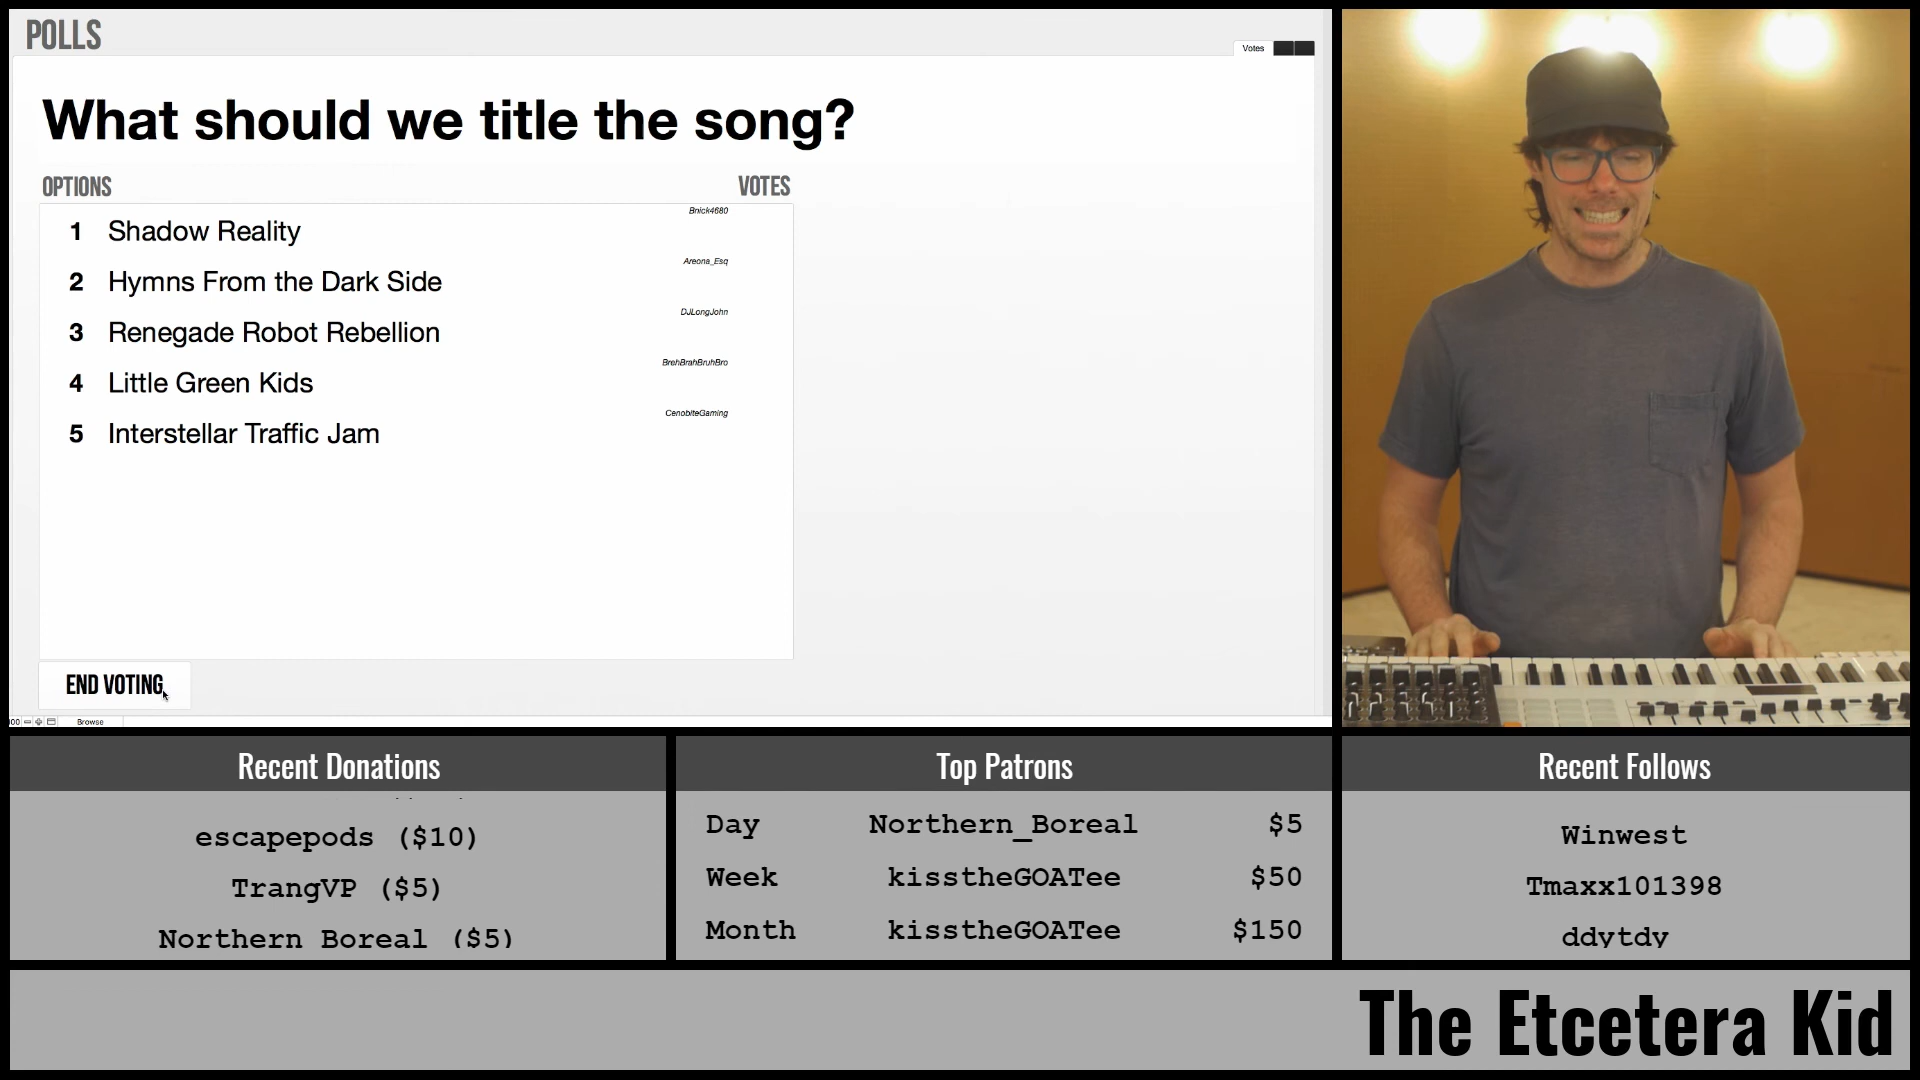 POLLS
Votes
What should we title the song?
OPTIONS VOTES
Bnick4680
1 Shadow Reality
Areona_Esq
2 Hymns From the Dark Side
DJLongJohn
3 Renegade Robot Rebellion
BrehBrahBruhBro
4 Little Green Kids
CenobiteGaming
5 Interstellar Traffic Jam
END VOTING
Browse
Recent Donations
escapepods ($10)
TrangVP ($5)
Northern Boreal ($5)
Top Patrons
Day Northern_Boreal $5
Week kisstheGOATee $50
Month kisstheGOATee $150
Recent Follows
Winwest
Tmaxx101398
ddytdy
The Etcetera Kid